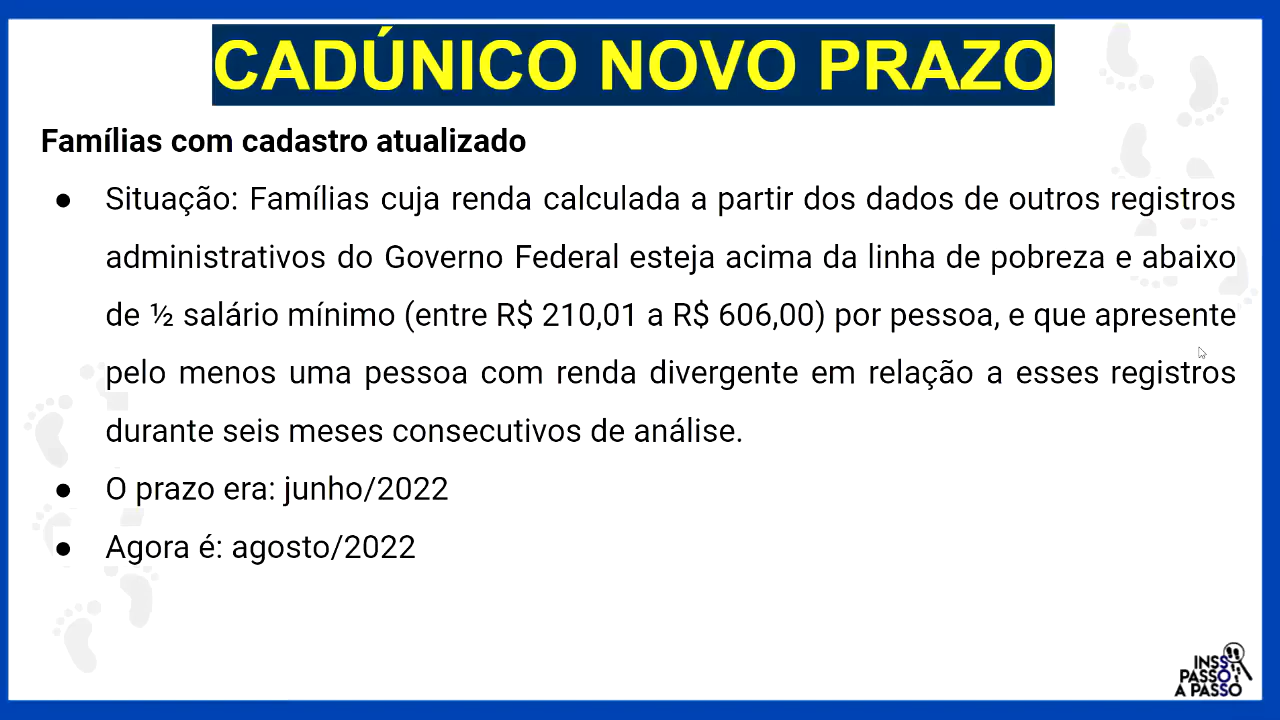 CADÚNICO NOVO PRAZO
Famílias com cadastro atualizado
● Situação: Famílias cuja renda calculada a partir dos dados de outros registros
administrativos do Governo Federal esteja acima da linha de pobreza e abaixo
de ½ salário mínimo (entre R$ 210,01 a R$ 606,00) por pessoa, e que apresente
pelo menos uma pessoa com renda divergente em relação a esses registros
durante seis meses consecutivos de análise.
● O prazo era: junho/2022
● Agora é: agosto/2022
INSS
PASSO
A PASSO